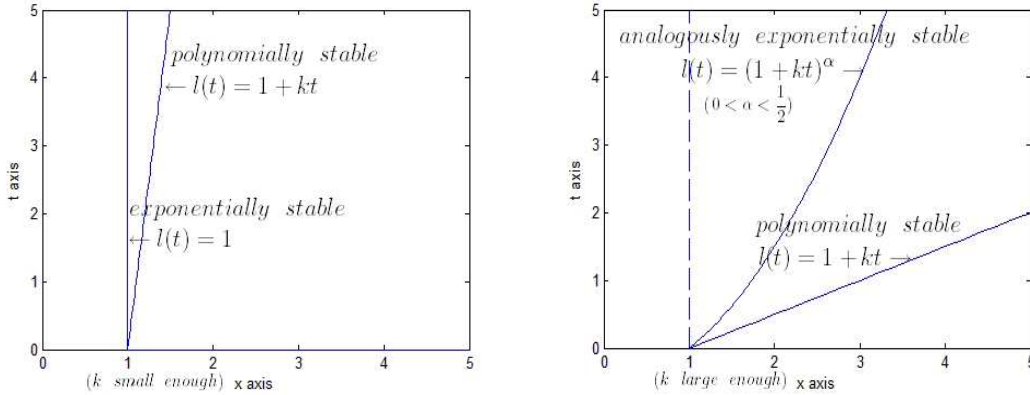 5
polynomially stable
← l(t) = 1 + kt
4
3
t axis
exponentially stable
2
← l(t) = 1
1
0
0 1 2 3 4 5
(k small enough) x axis
5
analogously exponentially stable
l(t) = (1 + kt)^α →
(0 < α < 1/2)
4
3
t axis
2
polynomially stable
l(t) = 1 + kt →
1
0
0 1 2 3 4 5
(k large enough) x axis